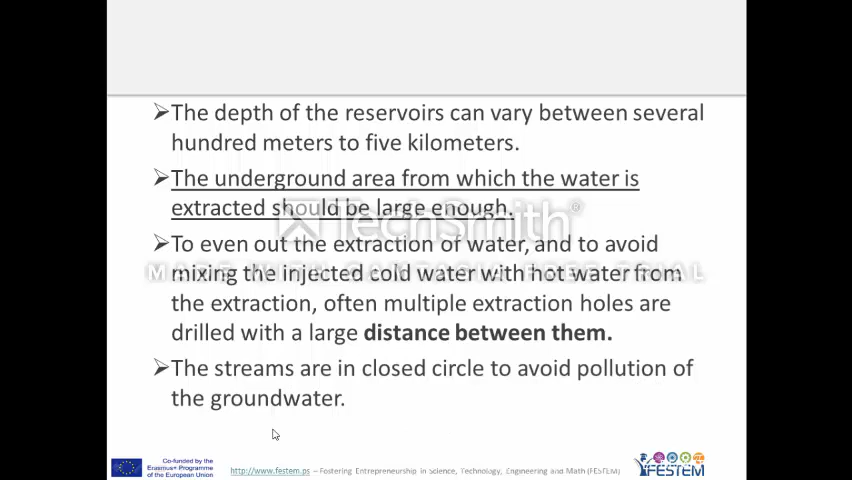 ➢The depth of the reservoirs can vary between several
hundred meters to five kilometers.
➢The underground area from which the water is
extracted should be large enough.
TechSmith®
➢To even out the extraction of water, and to avoid
MADE WITH CAMTASIA FREE TRIAL
mixing the injected cold water with hot water from
the extraction, often multiple extraction holes are
drilled with a large distance between them.
➢The streams are in closed circle to avoid pollution of
the groundwater.
Co-funded by the
Erasmus+ Programme
of the European Union
http://www.festem.ps – Fostering Entrepreneurship in Science, Technology, Engineering and Math (FESTEM)
FESTEM